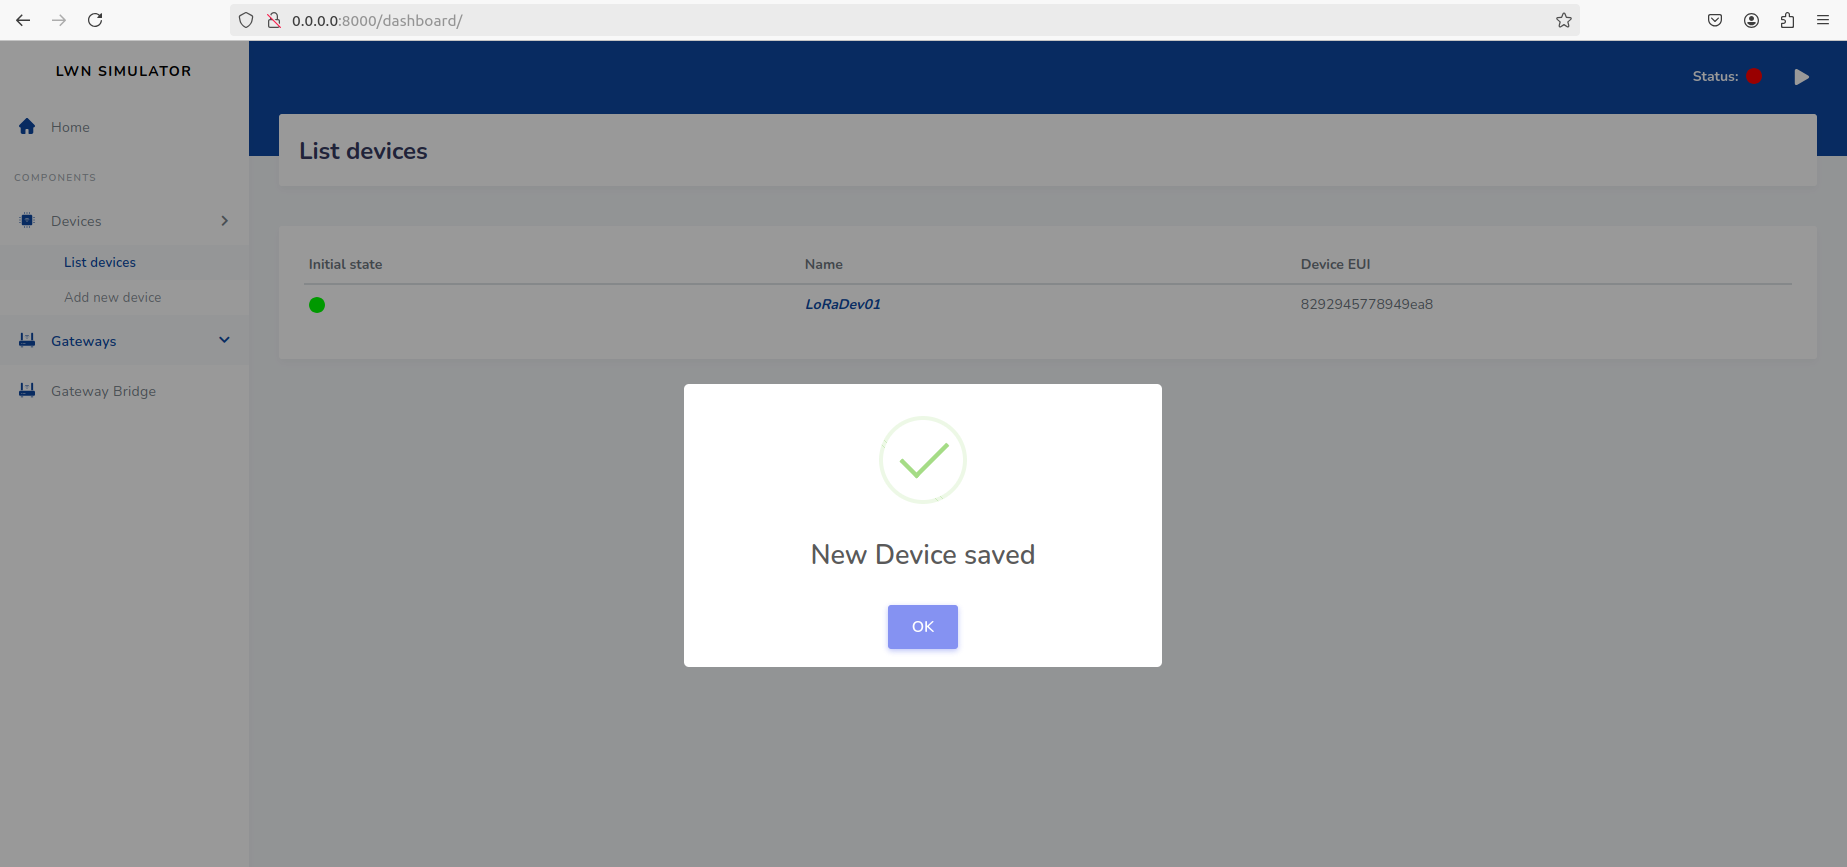 0.0.0.0:8000/dashboard/
LWN SIMULATOR
Status:
Home
List devices
COMPONENTS
Devices
List devices
Add new device
Gateways
Gateway Bridge
Initial state Name Device EUI
LoRaDev01 8292945778949ea8
New Device saved
OK